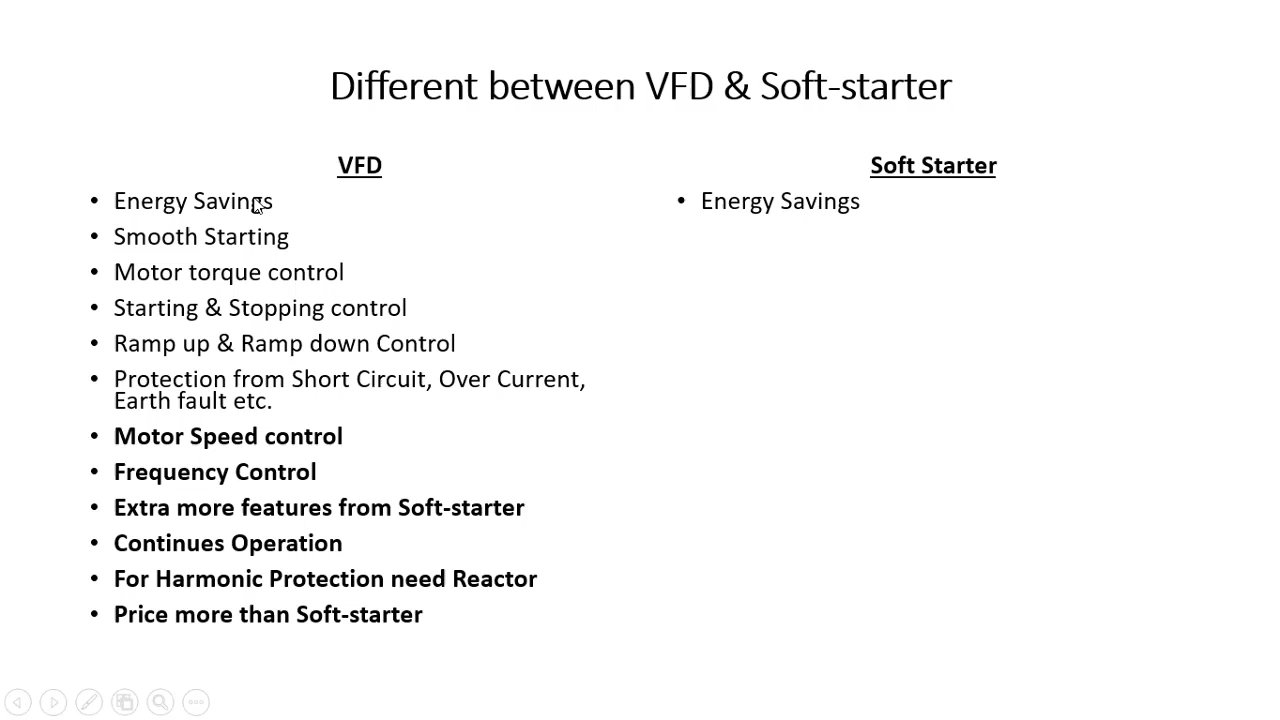 Different between VFD & Soft-starter
VFD
• Energy Savings
• Smooth Starting
• Motor torque control
• Starting & Stopping control
• Ramp up & Ramp down Control
• Protection from Short Circuit, Over Current,
Earth fault etc.
• Motor Speed control
• Frequency Control
• Extra more features from Soft-starter
• Continues Operation
• For Harmonic Protection need Reactor
• Price more than Soft-starter
Soft Starter
• Energy Savings